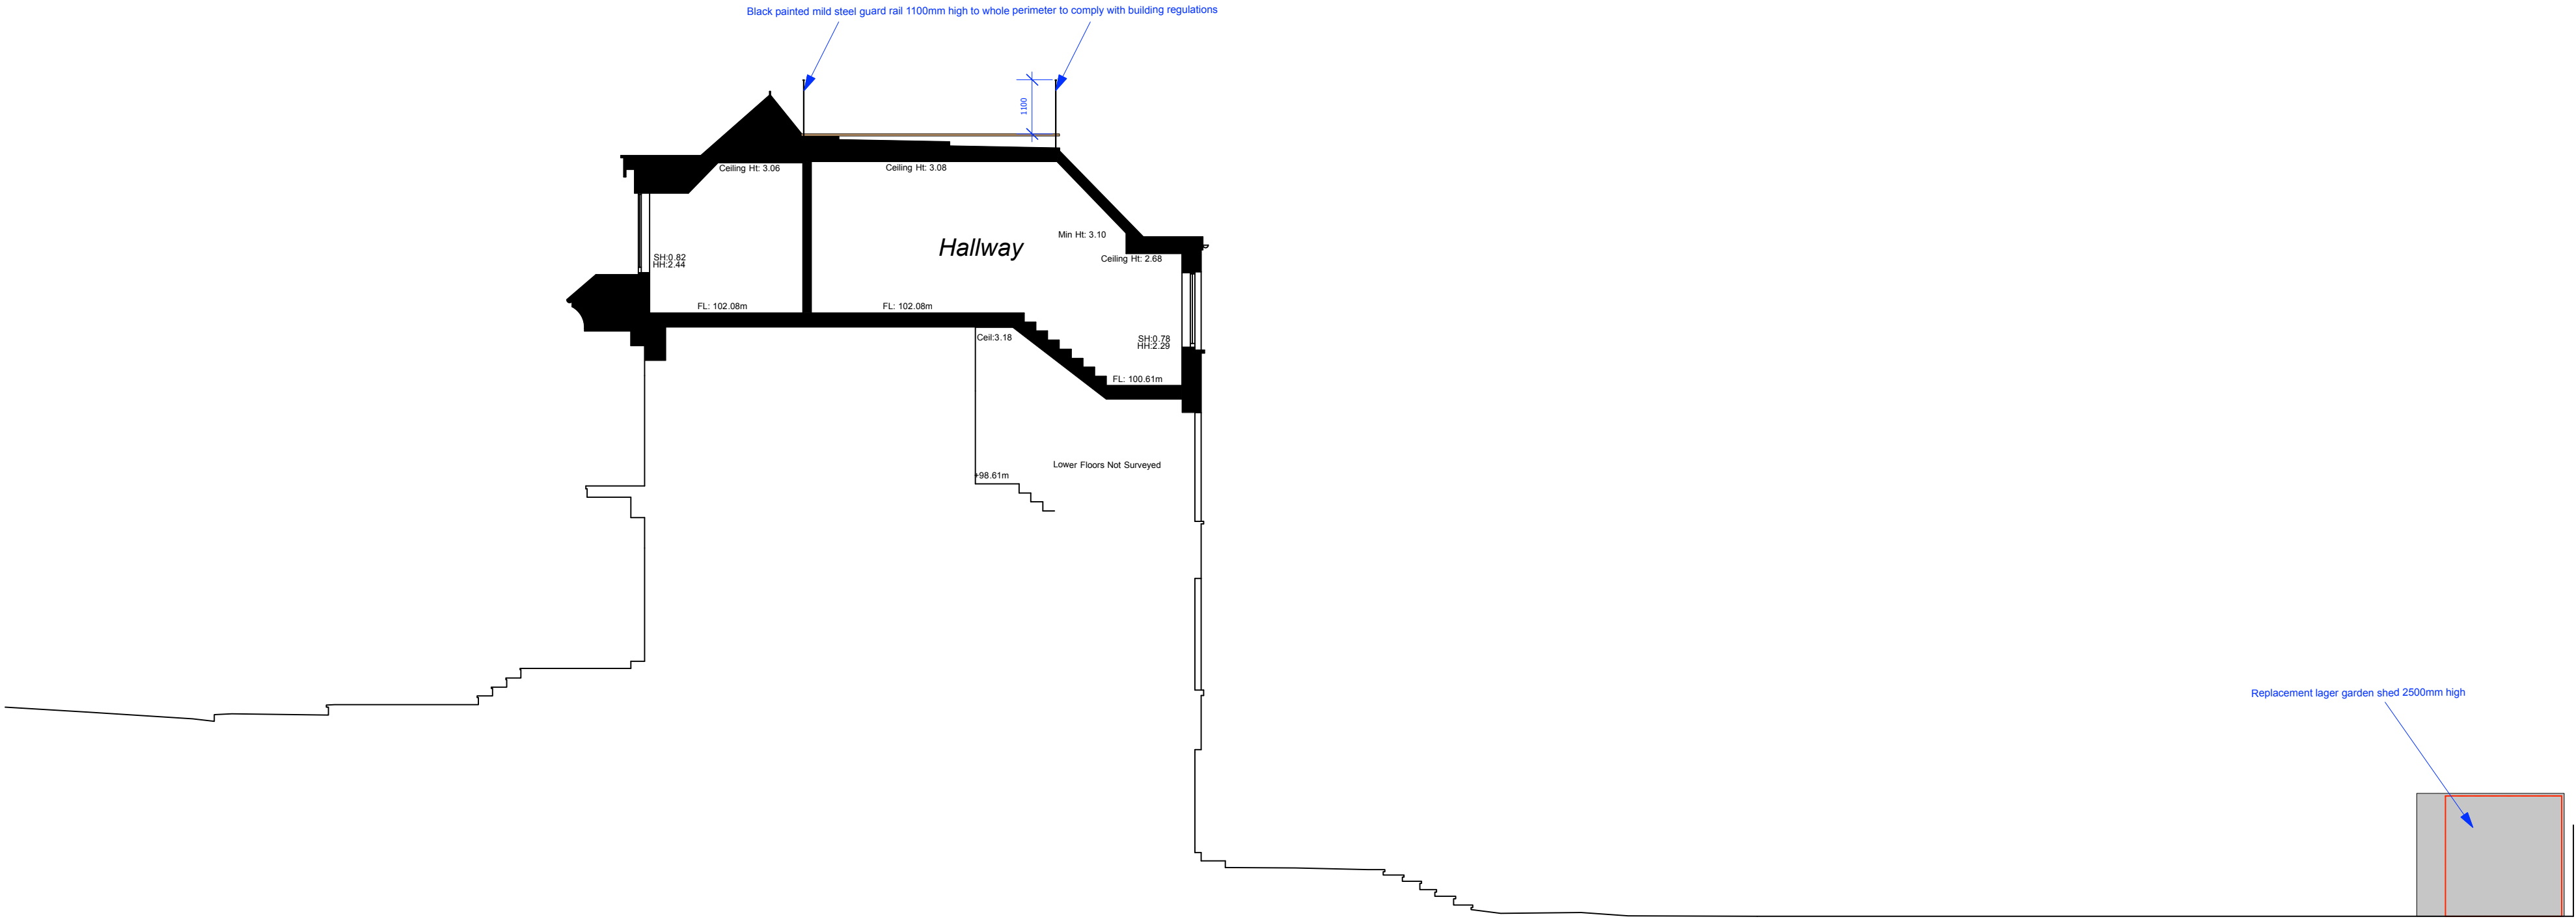 Black painted mild steel guard rail 1100mm high to whole perimeter to comply with building regulations
1100
Ceiling Ht: 3.06
Ceiling Ht: 3.08
Hallway
Min Ht: 3.10
Ceiling Ht: 2.68
SH:0.82
HH:2.44
FL: 102.08m
FL: 102.08m
Ceil:3.18
SH:0.78
HH:2.29
FL: 100.61m
Lower Floors Not Surveyed
+98.61m
Replacement lager garden shed 2500mm high